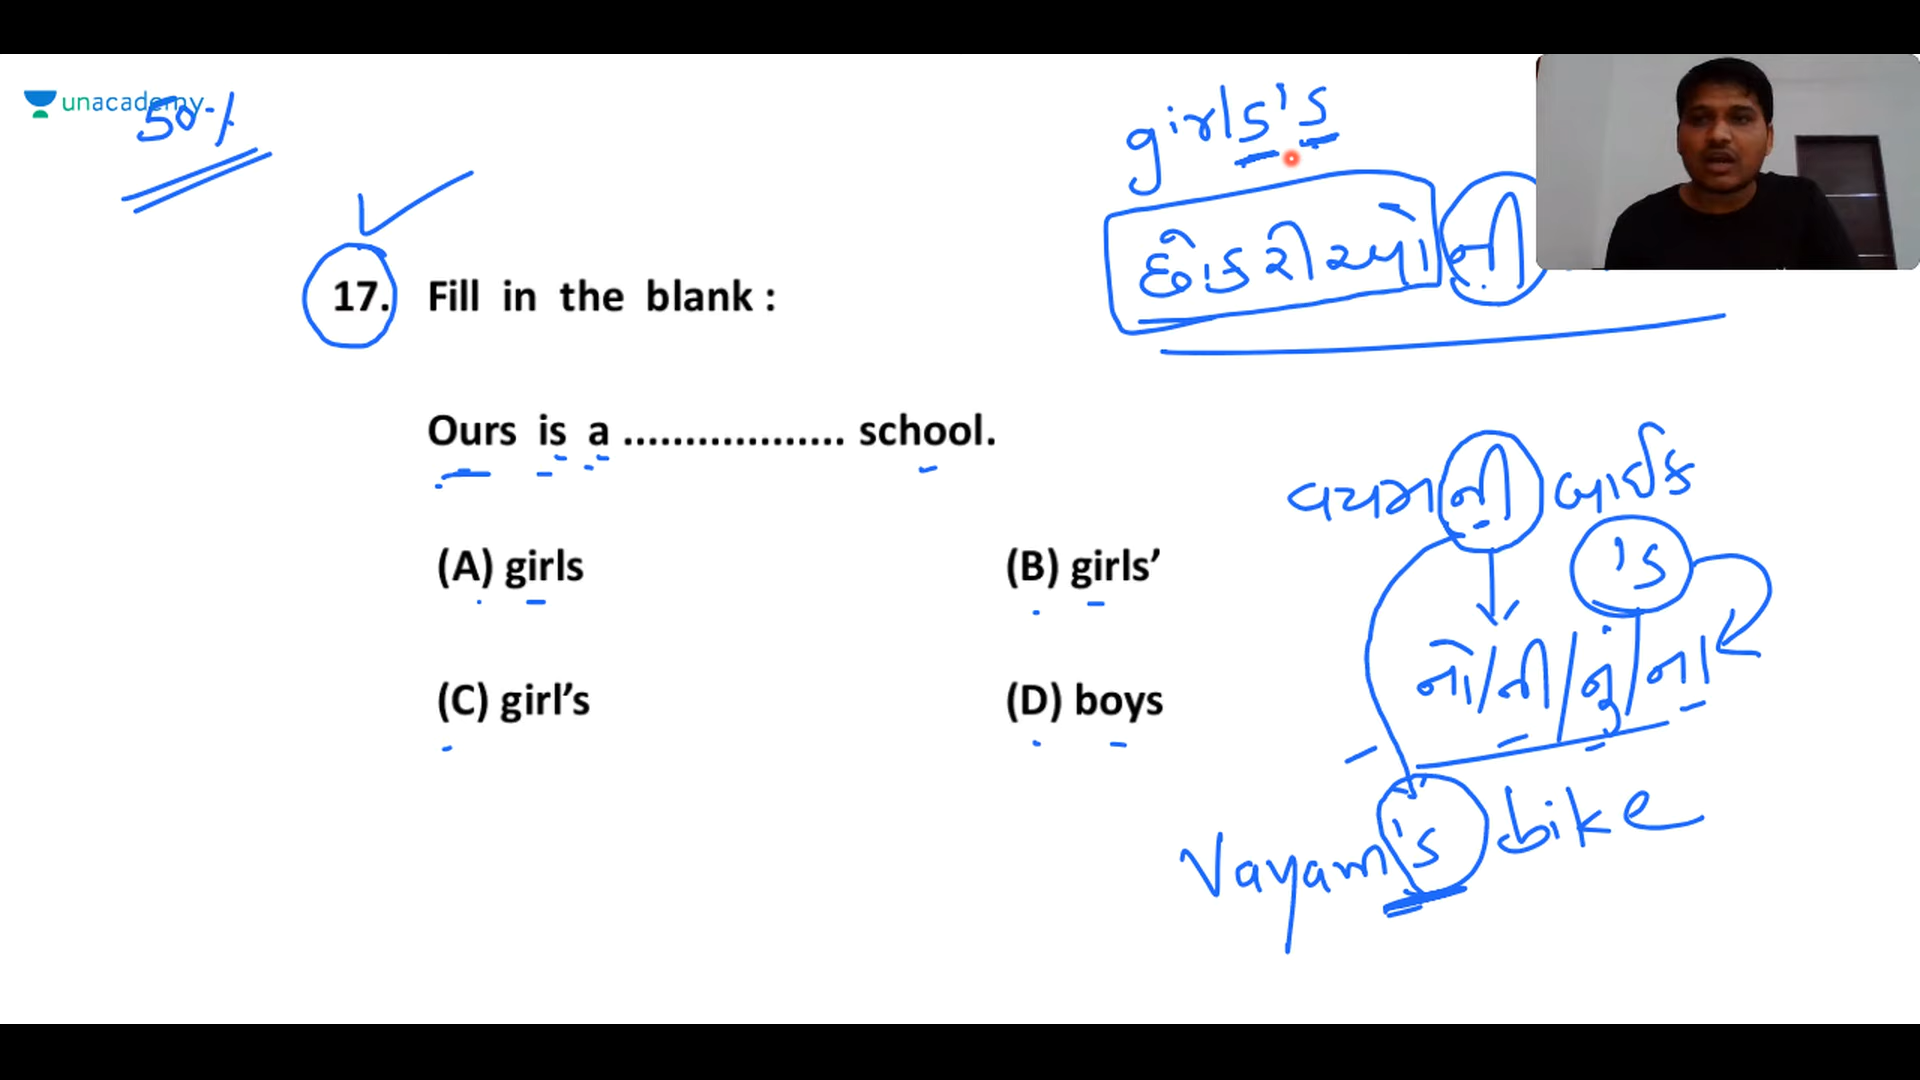 unacademy
50%
girls's
છોકરીયોની
17. Fill in the blank :
Ours is a ................... school.
વયમની બાઈક
(A) girls
(B) girls’
's
નો/ની/નું/ના
(C) girl’s
(D) boys
Vayam's bike